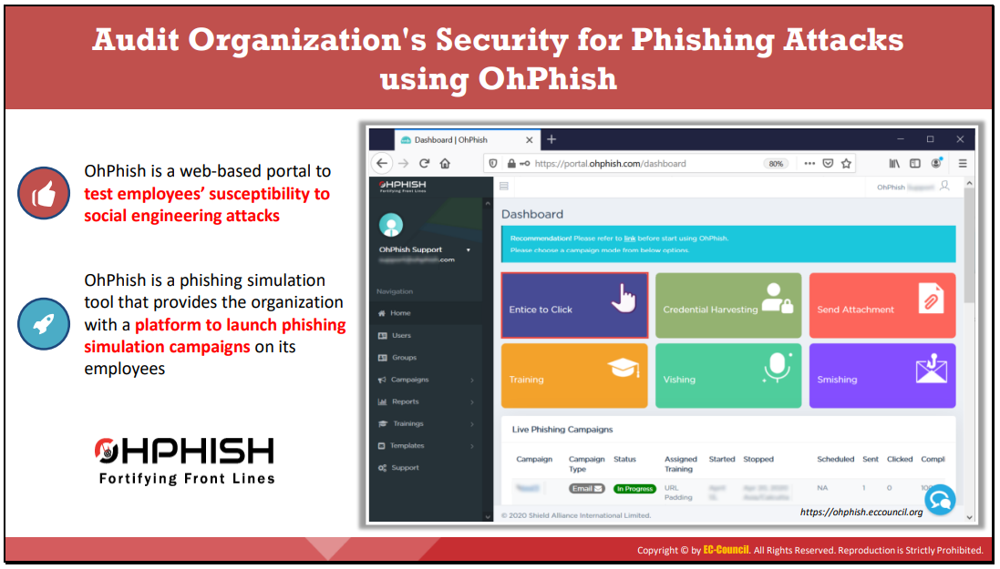 Audit Organization's Security for Phishing Attacks
using OhPhish
OhPhish is a web-based portal to
test employees’ susceptibility to
social engineering attacks
OhPhish is a phishing simulation
tool that provides the organization
with a platform to launch phishing
simulation campaigns on its
employees
OHPHISH
Fortifying Front Lines
Dashboard | OhPhish
https://portal.ohphish.com/dashboard
80%
OHPHISH
Fortifying Front Lines
OhPhish
OhPhish Support
.com
Navigation
Home
Users
Groups
Campaigns
Reports
Trainings
Templates
Support
Dashboard
Recommendation! Please refer to link before start using OhPhish.
Please choose a campaign mode from below options.
Entice to Click
Credential Harvesting
Send Attachment
Training
Vishing
Smishing
Live Phishing Campaigns
Campaign Campaign Status Assigned Started Stopped Scheduled Sent Clicked Compl
Type Training
Email In Progress URL NA 1 0
Padding
© 2020 Shield Alliance International Limited.
https://ohphish.eccouncil.org
Copyright © by EC-Council. All Rights Reserved. Reproduction is Strictly Prohibited.